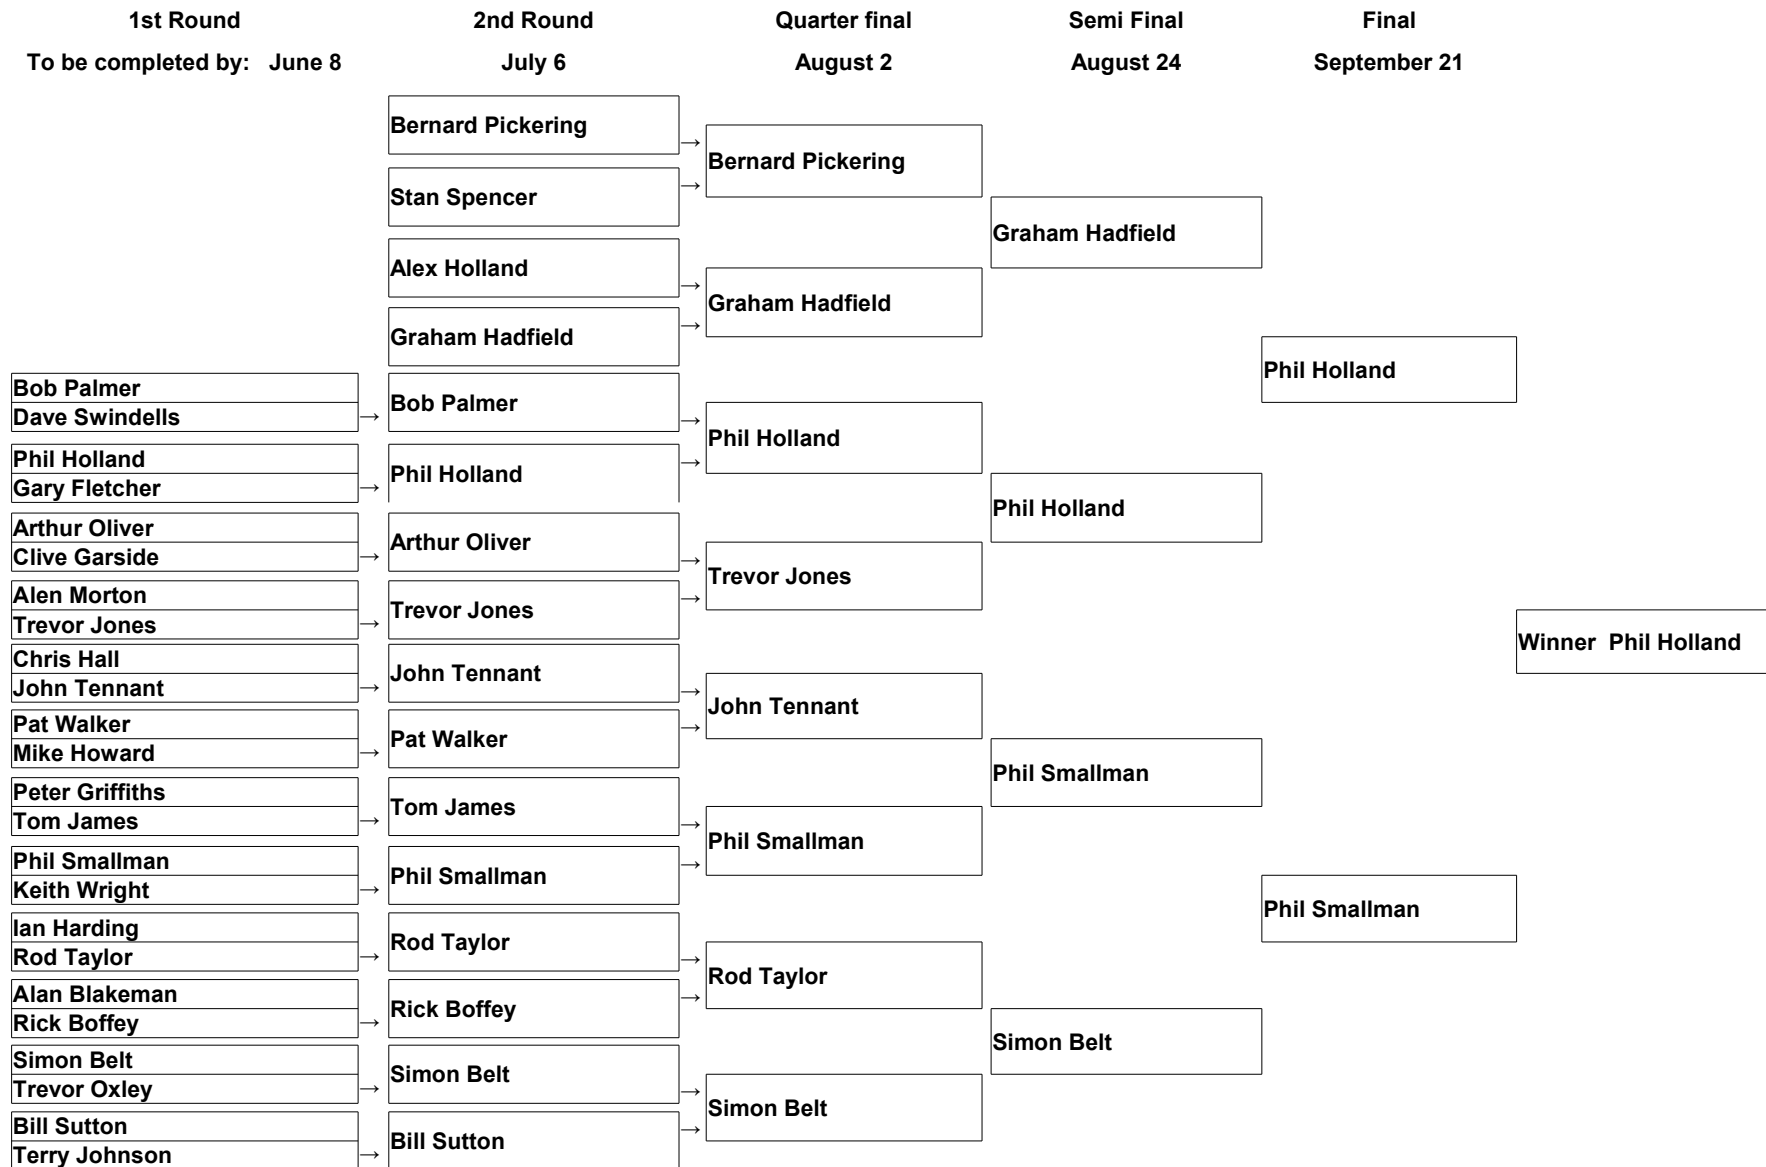 1st Round 2nd Round Quarter final Semi Final Final
To be completed by: June 8 July 6 August 2 August 24 September 21
Bernard Pickering
→
Bernard Pickering
Stan Spencer
→
Graham Hadfield
Alex Holland
→
Graham Hadfield
Graham Hadfield
→
Phil Holland
Bob Palmer
Dave Swindells
→
Bob Palmer
→
Phil Holland
Phil Holland
Gary Fletcher
→
Phil Holland
→
Phil Holland
Arthur Oliver
Clive Garside
→
Arthur Oliver
→
Trevor Jones
Alen Morton
Trevor Jones
→
Trevor Jones
→
Winner Phil Holland
Chris Hall
John Tennant
→
John Tennant
→
John Tennant
Pat Walker
Mike Howard
→
Pat Walker
→
Phil Smallman
Peter Griffiths
Tom James
→
Tom James
→
Phil Smallman
Phil Smallman
Keith Wright
→
Phil Smallman
→
Phil Smallman
Ian Harding
Rod Taylor
→
Rod Taylor
→
Rod Taylor
Alan Blakeman
Rick Boffey
→
Rick Boffey
→
Simon Belt
Simon Belt
Trevor Oxley
→
Simon Belt
→
Simon Belt
Bill Sutton
Terry Johnson
→
Bill Sutton
→